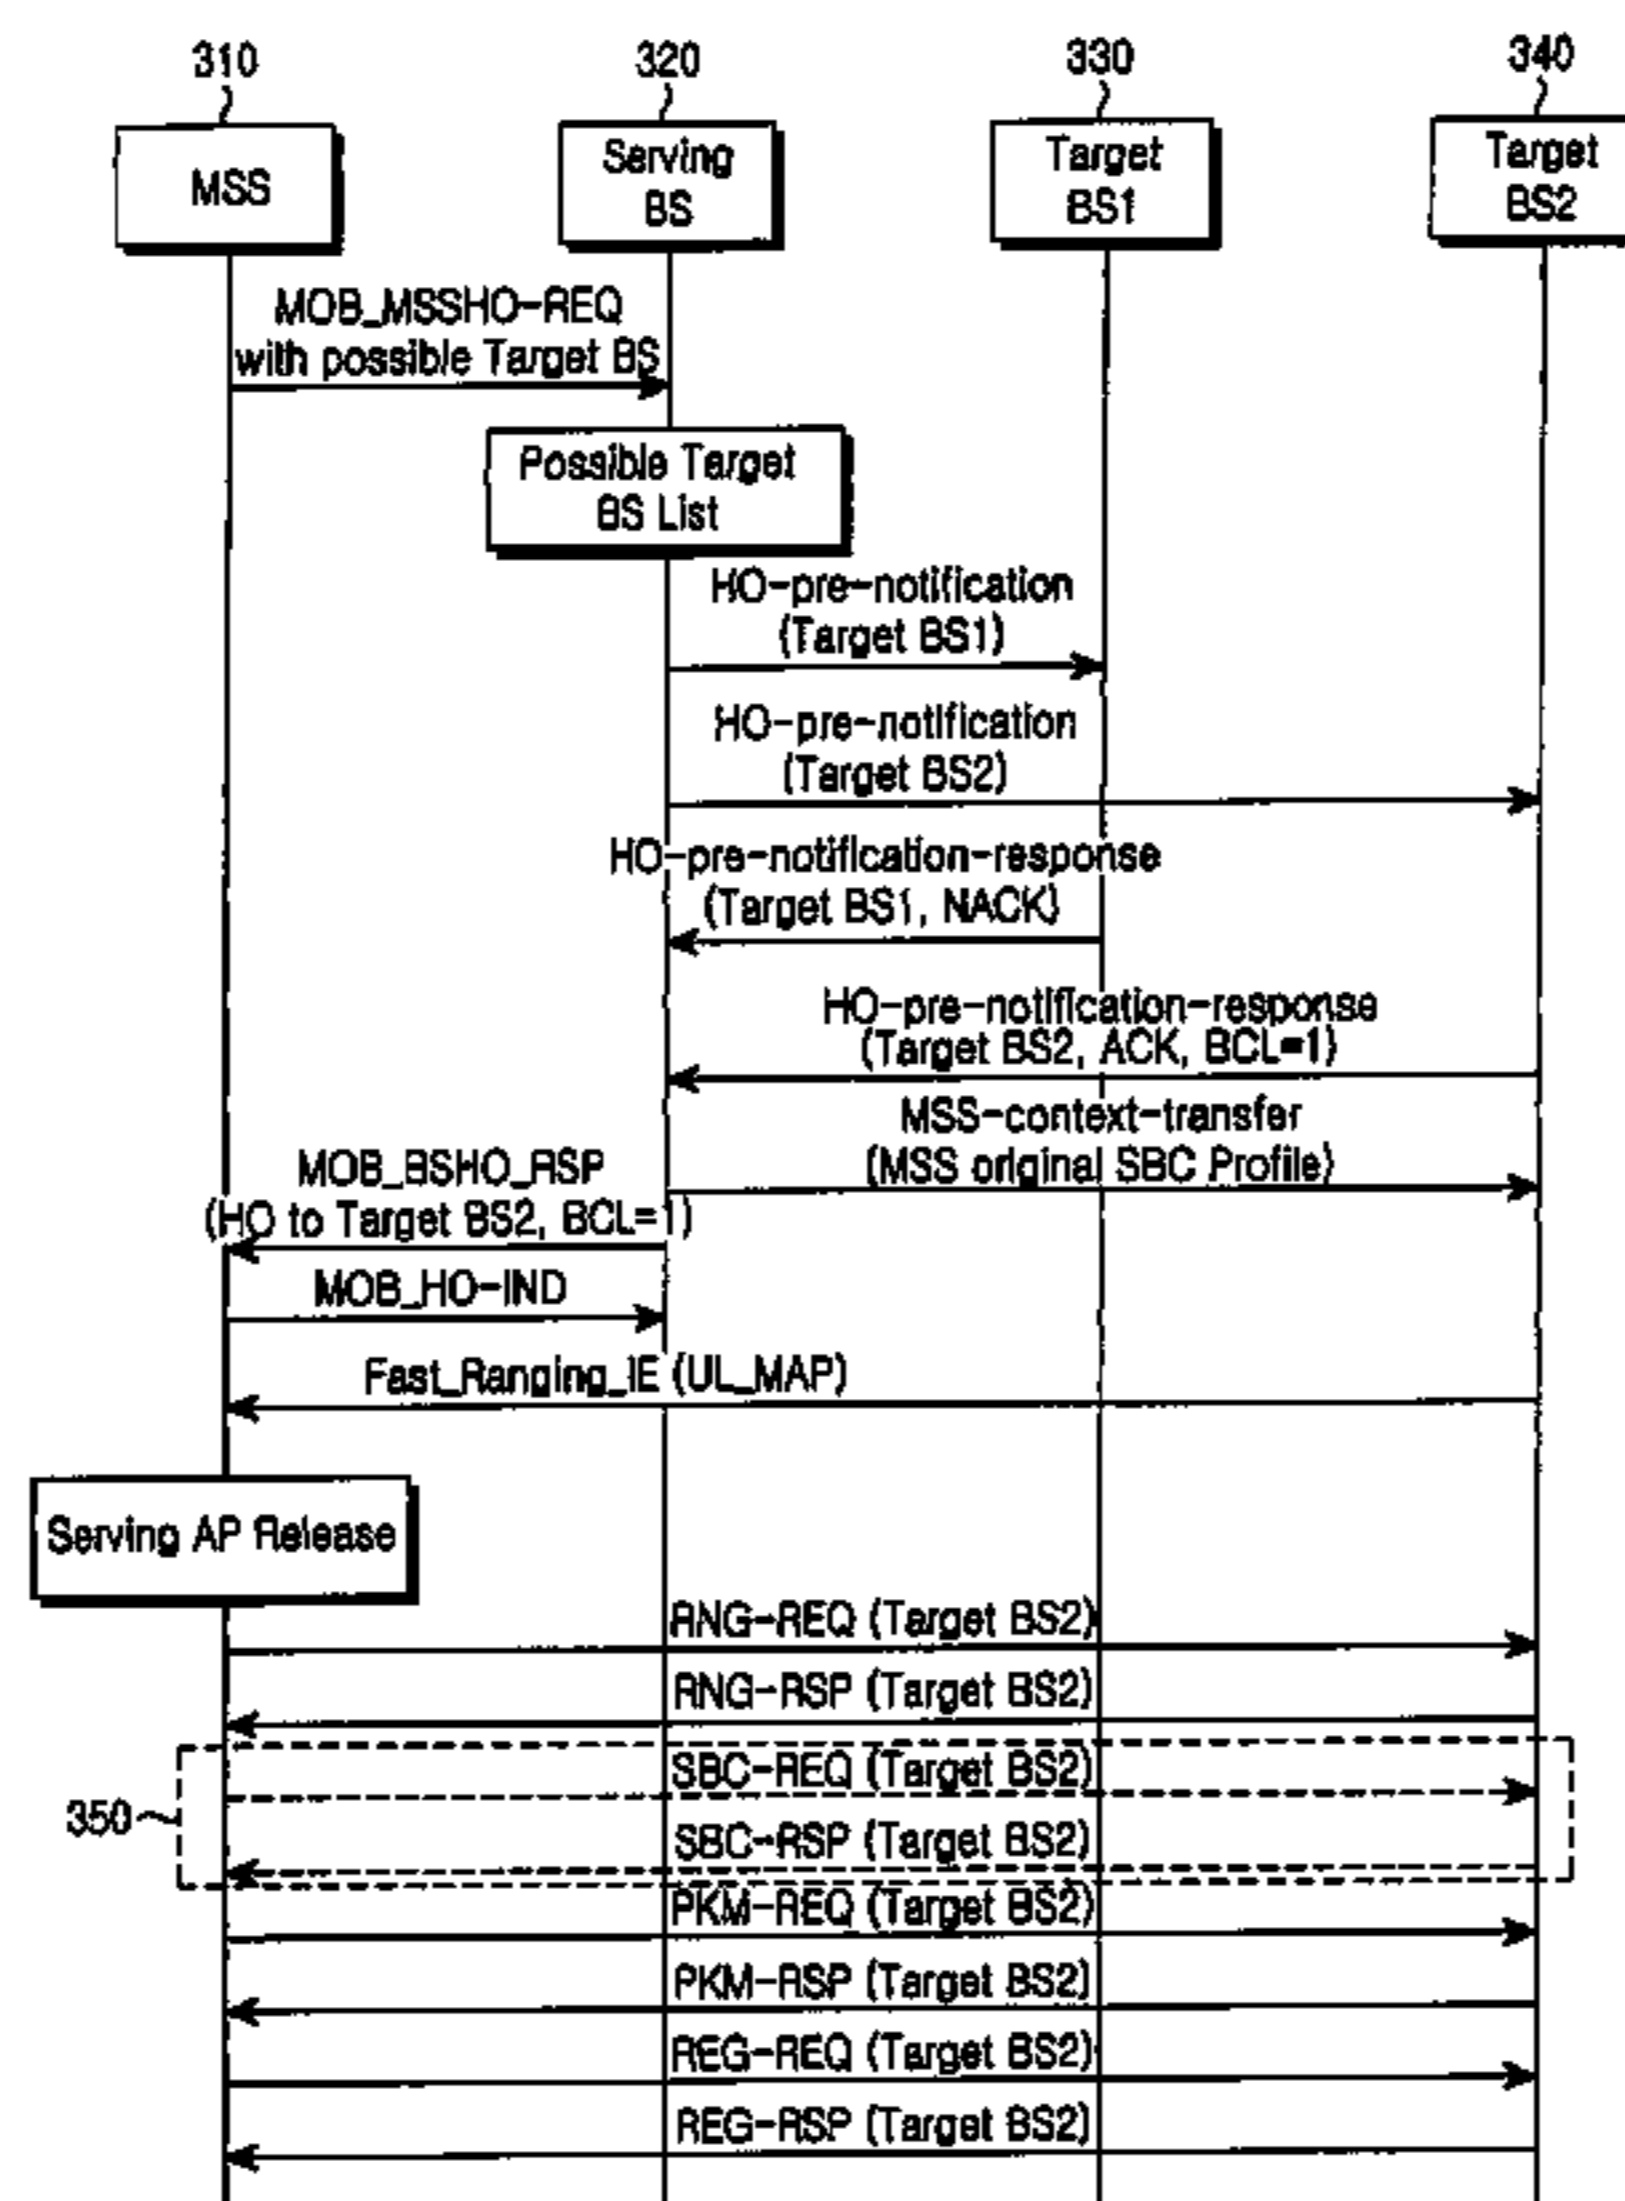 310
320
330
340
MSS
Serving
BS
Target
BS1
Target
BS2
MOB_MSSHO-REQ
with possible Target BS
Possible Target
BS List
HO-pre-notification
(Target BS1)
HO-pre-notification
(Target BS2)
HO-pre-notification-response
(Target BS1, NACK)
HO-pre-notification-response
(Target BS2, ACK, BCL=1)
MSS-context-transfer
(MSS original SBC Profile)
MOB_BSHO_RSP
(HO to Target BS2, BCL=1)
MOB_HO-IND
Fast_Ranging_IE (UL_MAP)
Serving AP Release
RNG-REQ (Target BS2)
RNG-RSP (Target BS2)
SBC-REQ (Target BS2)
350
SBC-RSP (Target BS2)
PKM-REQ (Target BS2)
PKM-RSP (Target BS2)
REG-REQ (Target BS2)
REG-RSP (Target BS2)